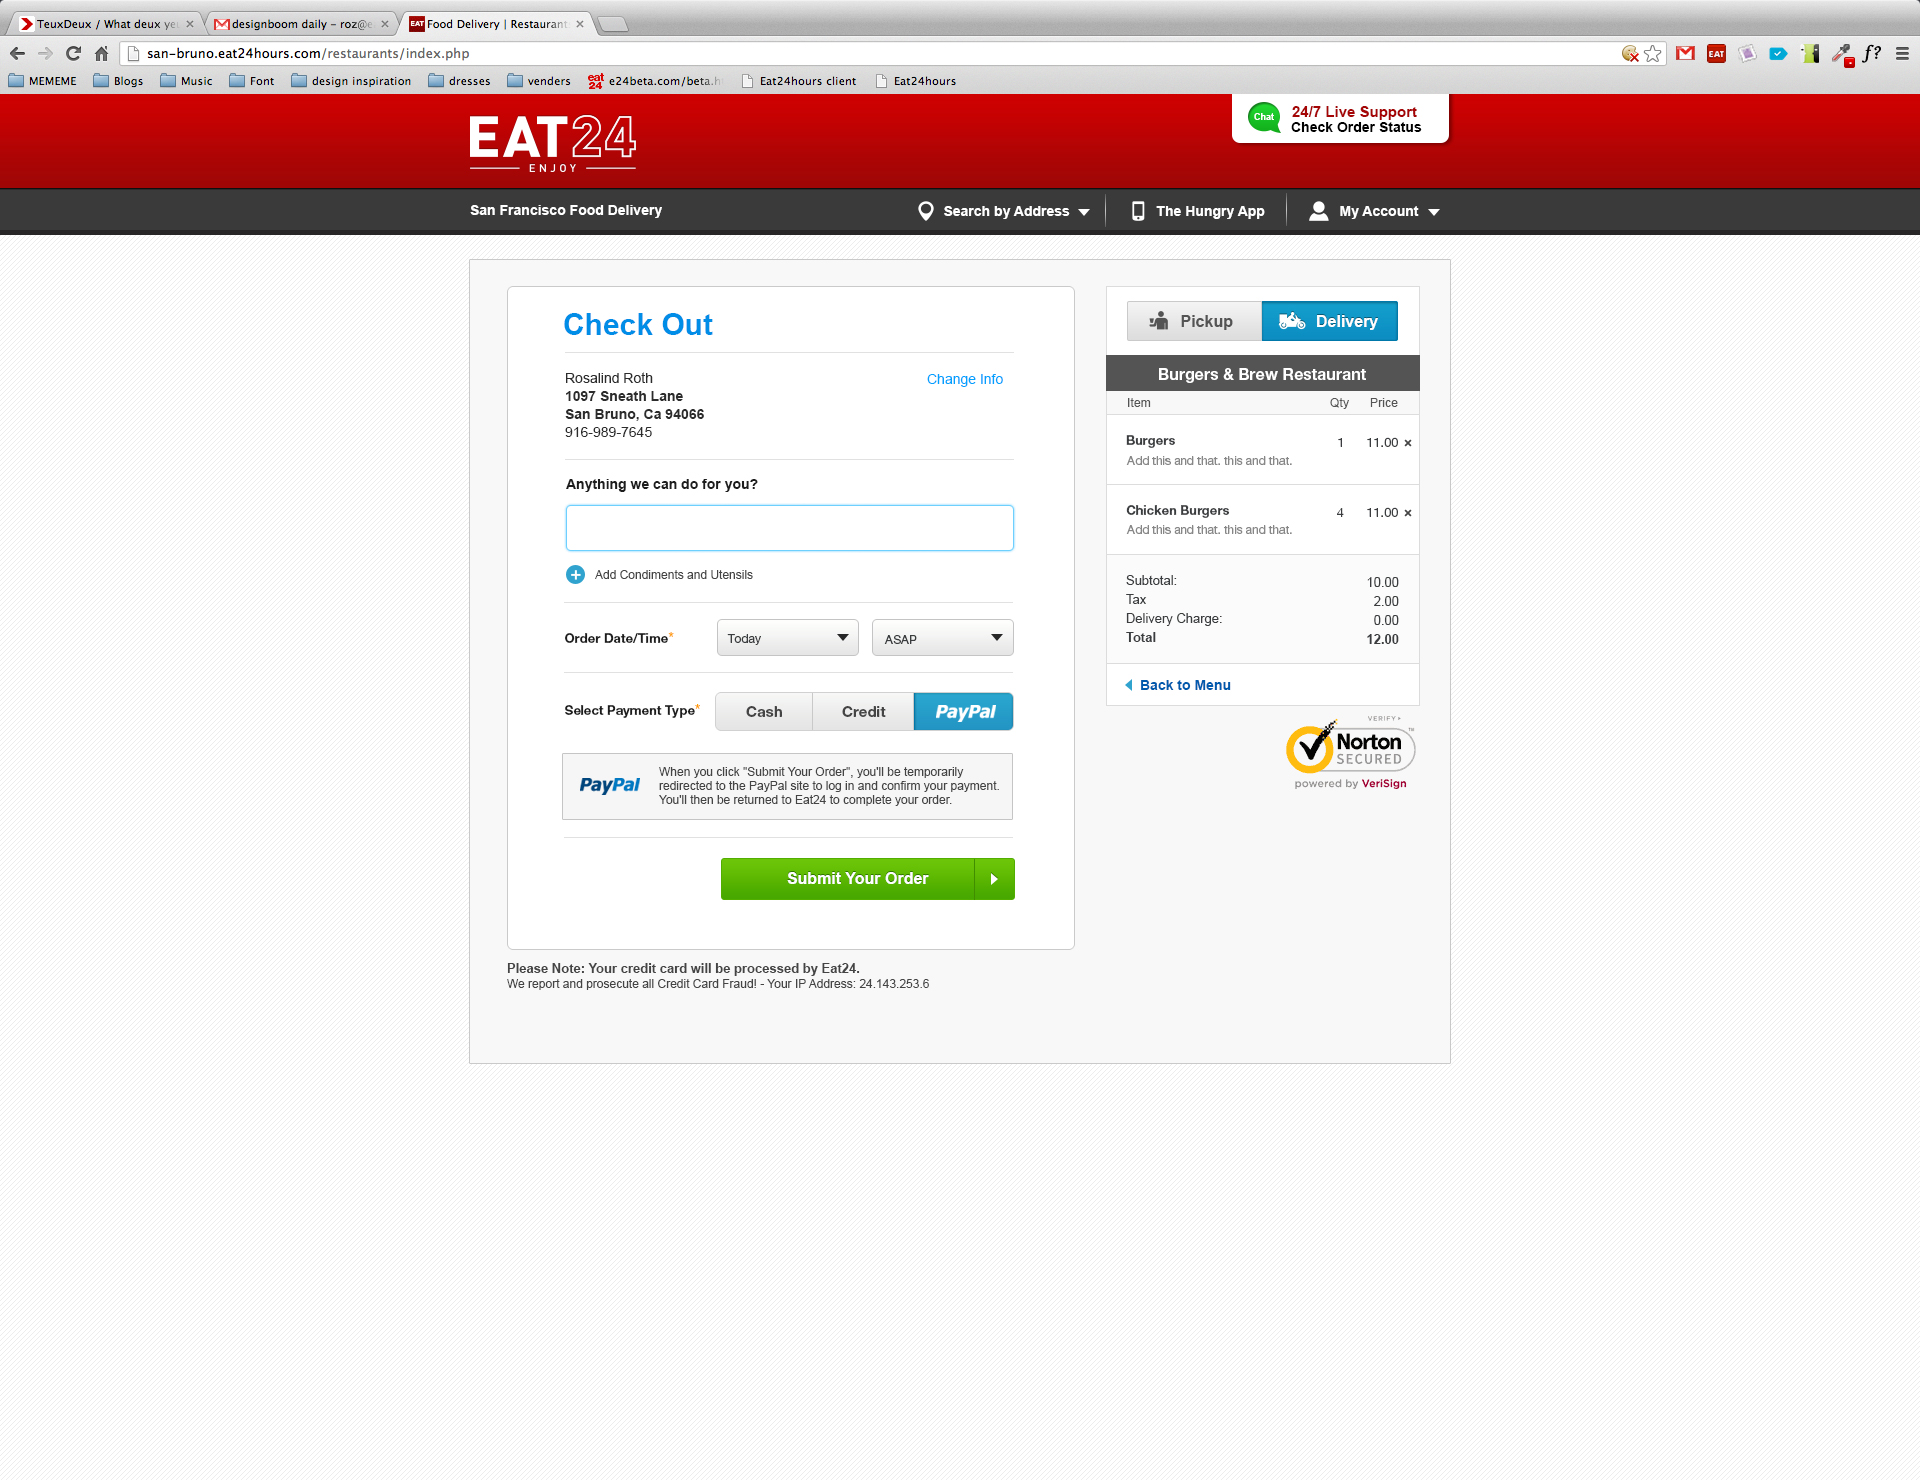 TeuxDeux / What deux ye
designboom daily – roz@e
EAT Food Delivery | Restaurant
san-bruno.eat24hours.com/restaurants/index.php
EAT
f?
MEMEME
Blogs
Music
Font
design inspiration
dresses
venders
eat 24 e24beta.com/beta.h
Eat24hours client
Eat24hours
EAT24
ENJOY
Chat
24/7 Live Support
Check Order Status
San Francisco Food Delivery
Search by Address
The Hungry App
My Account
Check Out
Rosalind Roth
Change Info
1097 Sneath Lane
San Bruno, Ca 94066
916-989-7645
Anything we can do for you?
Add Condiments and Utensils
Order Date/Time*
Today
ASAP
Select Payment Type*
Cash
Credit
PayPal
PayPal
When you click "Submit Your Order", you'll be temporarily
redirected to the PayPal site to log in and confirm your payment.
You'll then be returned to Eat24 to complete your order.
Submit Your Order
Please Note: Your credit card will be processed by Eat24.
We report and prosecute all Credit Card Fraud! - Your IP Address: 24.143.253.6
Pickup
Delivery
Burgers & Brew Restaurant
Item Qty Price
Burgers 1 11.00 ×
Add this and that. this and that.
Chicken Burgers 4 11.00 ×
Add this and that. this and that.
Subtotal: 10.00
Tax 2.00
Delivery Charge: 0.00
Total 12.00
Back to Menu
VERIFY
Norton
SECURED
powered by VeriSign